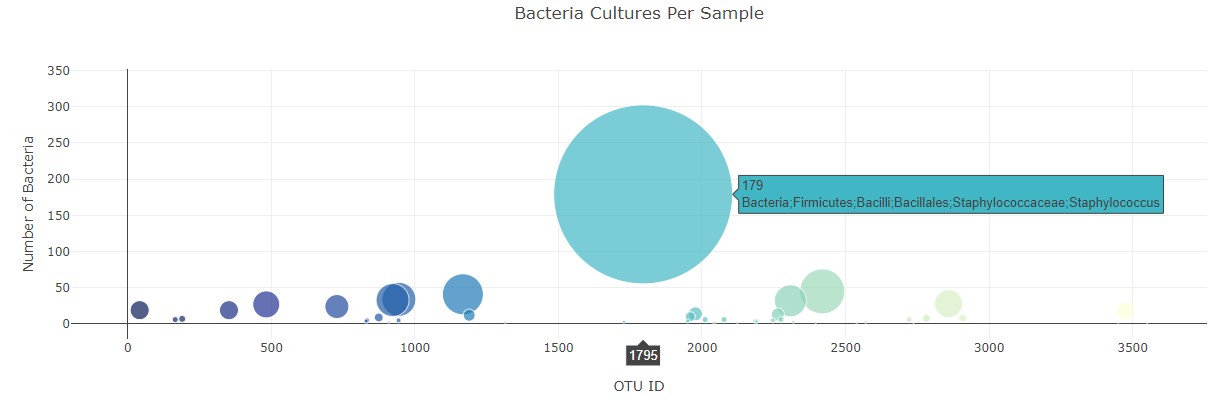 Bacteria Cultures Per Sample
Number of Bacteria
350
300
250
200
150
100
50
0
179
Bacteria;Firmicutes;Bacilli;Bacillales;Staphylococcaceae;Staphylococcus
0 500 1000 1500 2000 2500 3000 3500
1795
OTU ID